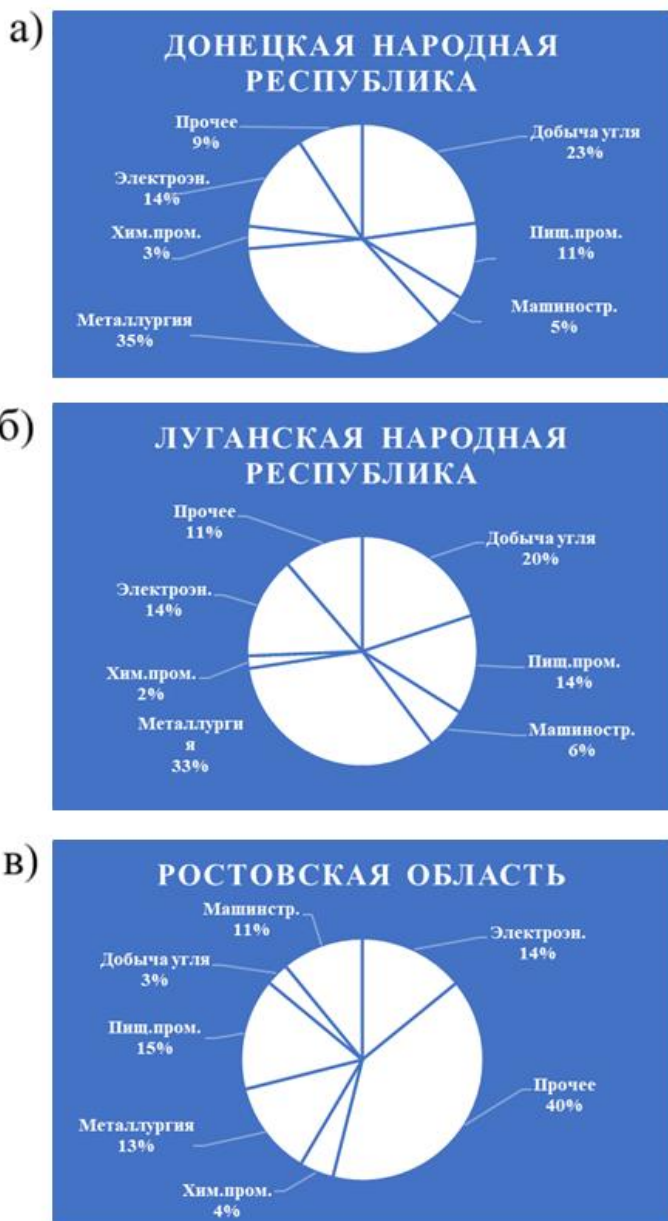 а)
ДОНЕЦКАЯ НАРОДНАЯ
РЕСПУБЛИКА
Прочее
9%
Добыча угля
23%
Электроэн.
14%
Хим.пром.
3%
Пищ.пром.
11%
Машиностр.
5%
Металлургия
35%
б)
ЛУГАНСКАЯ НАРОДНАЯ
РЕСПУБЛИКА
Прочее
11%
Добыча угля
20%
Электроэн.
14%
Хим.пром.
2%
Пищ.пром.
14%
Металлурги
я
33%
Машиностр.
6%
в)
РОСТОВСКАЯ ОБЛАСТЬ
Машинстр.
11%
Электроэн.
14%
Добыча угля
3%
Пищ.пром.
15%
Прочее
40%
Металлургия
13%
Хим.пром.
4%